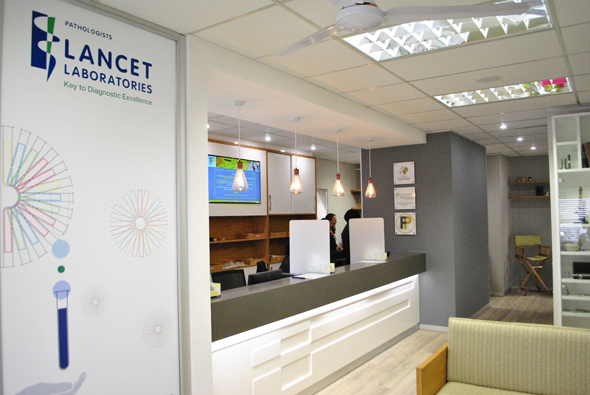 PATHOLOGISTS
LANCET
LABORATORIES
Key to Diagnostic Excellence